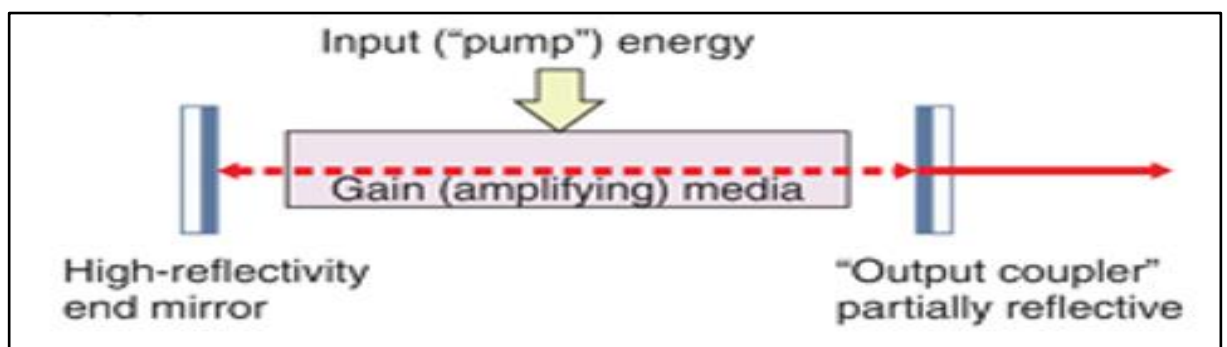 Input (“pump”) energy
Gain (amplifying) media
High-reflectivity
end mirror
“Output coupler”
partially reflective